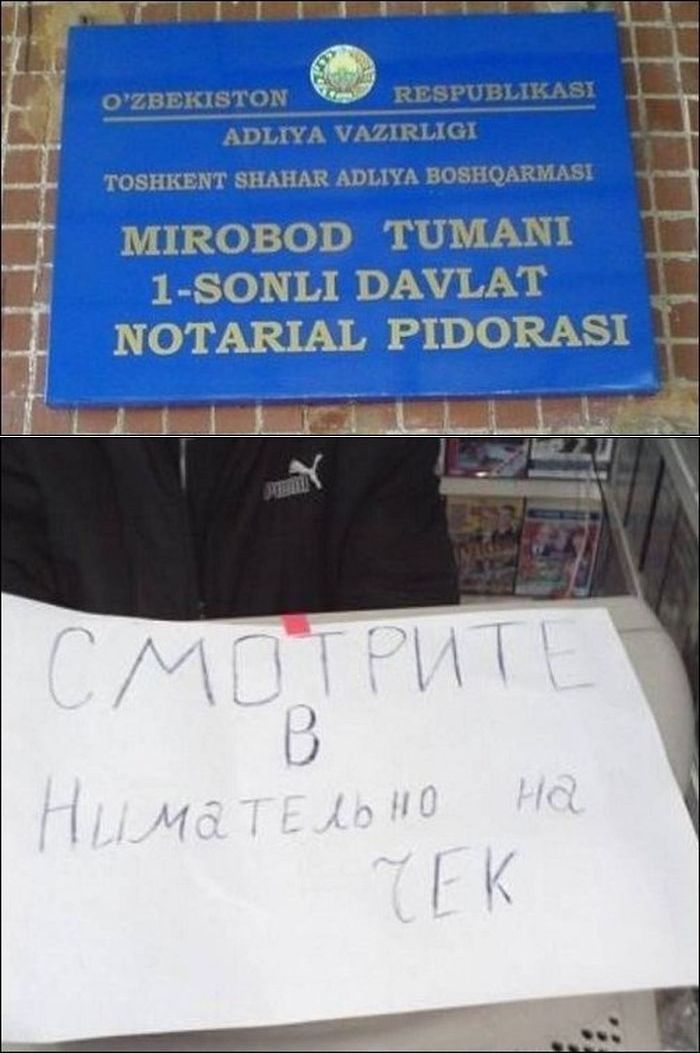 O'ZBEKISTON RESPUBLIKASI
ADLIYA VAZIRLIGI
TOSHKENT SHAHAR ADLIYA BOSHQARMASI
MIROBOD TUMANI
1-SONLI DAVLAT
NOTARIAL PIDORASI
СМОТРИТЕ
В
НИМАТЕЛЬНО НА
ЧЕК